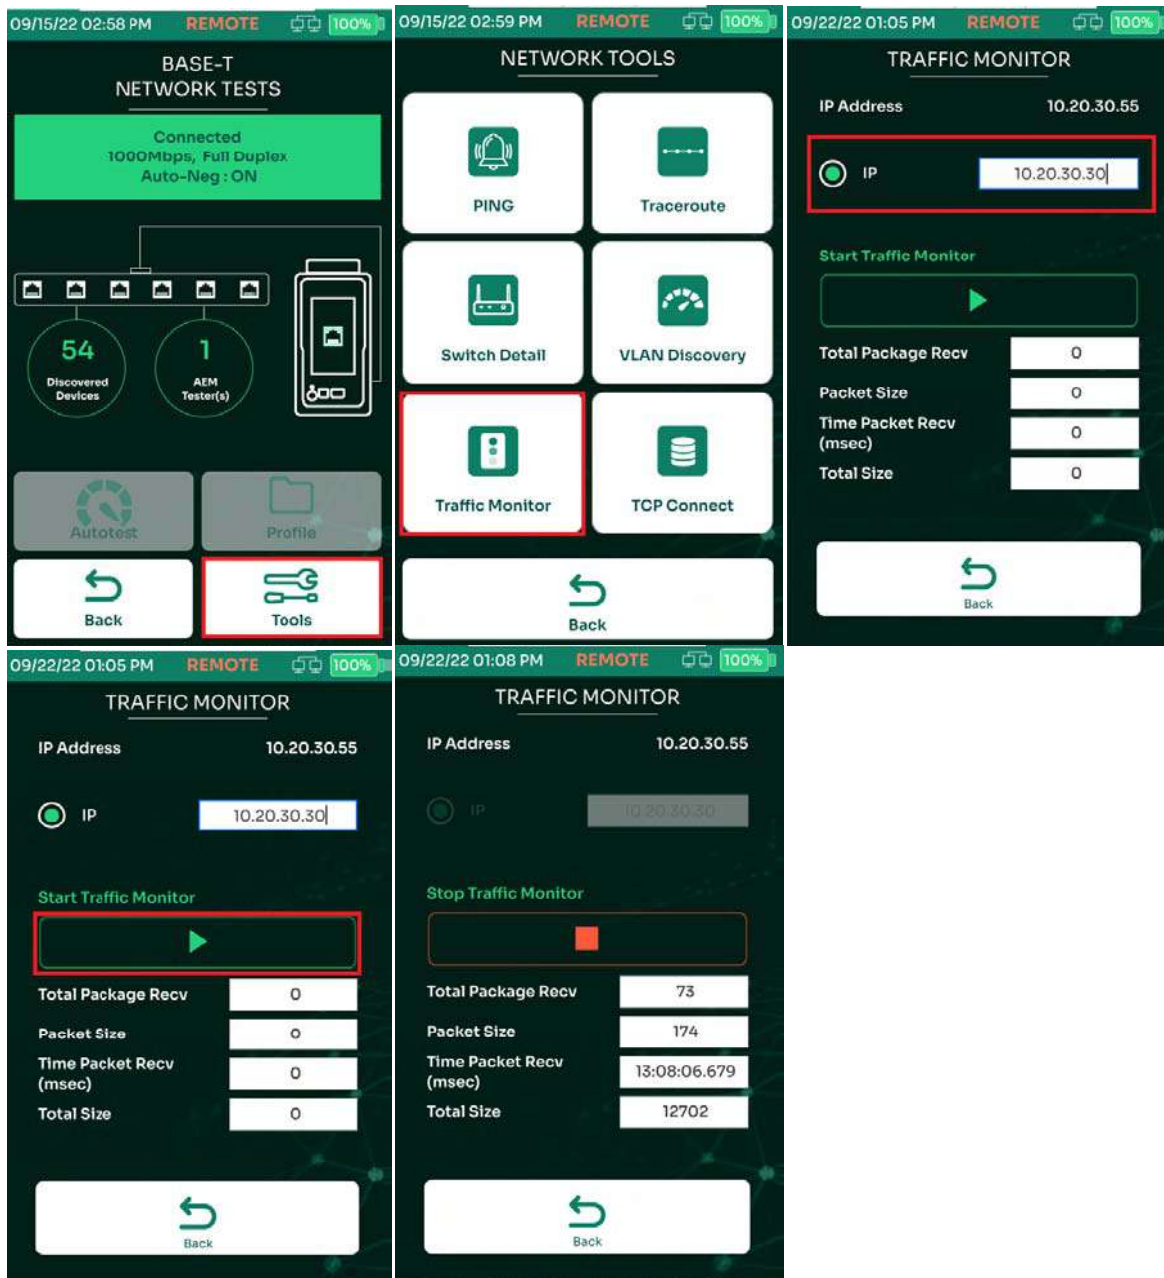 09/15/22 02:58 PM REMOTE 100%
BASE-T
NETWORK TESTS
Connected
1000Mbps, Full Duplex
Auto-Neg : ON
54
Discovered
Devices
1
AEM
Tester(s)
Autotest
Profile
Back
Tools
09/15/22 02:59 PM REMOTE 100%
NETWORK TOOLS
PING
Traceroute
Switch Detail
VLAN Discovery
Traffic Monitor
TCP Connect
Back
09/22/22 01:05 PM REMOTE 100%
TRAFFIC MONITOR
IP Address 10.20.30.55
IP 10.20.30.30
Start Traffic Monitor
Total Package Recv 0
Packet Size 0
Time Packet Recv
(msec) 0
Total Size 0
Back
09/22/22 01:05 PM REMOTE 100%
TRAFFIC MONITOR
IP Address 10.20.30.55
IP 10.20.30.30
Start Traffic Monitor
Total Package Recv 0
Packet Size 0
Time Packet Recv
(msec) 0
Total Size 0
Back
09/22/22 01:08 PM REMOTE 100%
TRAFFIC MONITOR
IP Address 10.20.30.55
IP 10.20.30.30
Stop Traffic Monitor
Total Package Recv 73
Packet Size 174
Time Packet Recv
(msec) 13:08:06.679
Total Size 12702
Back